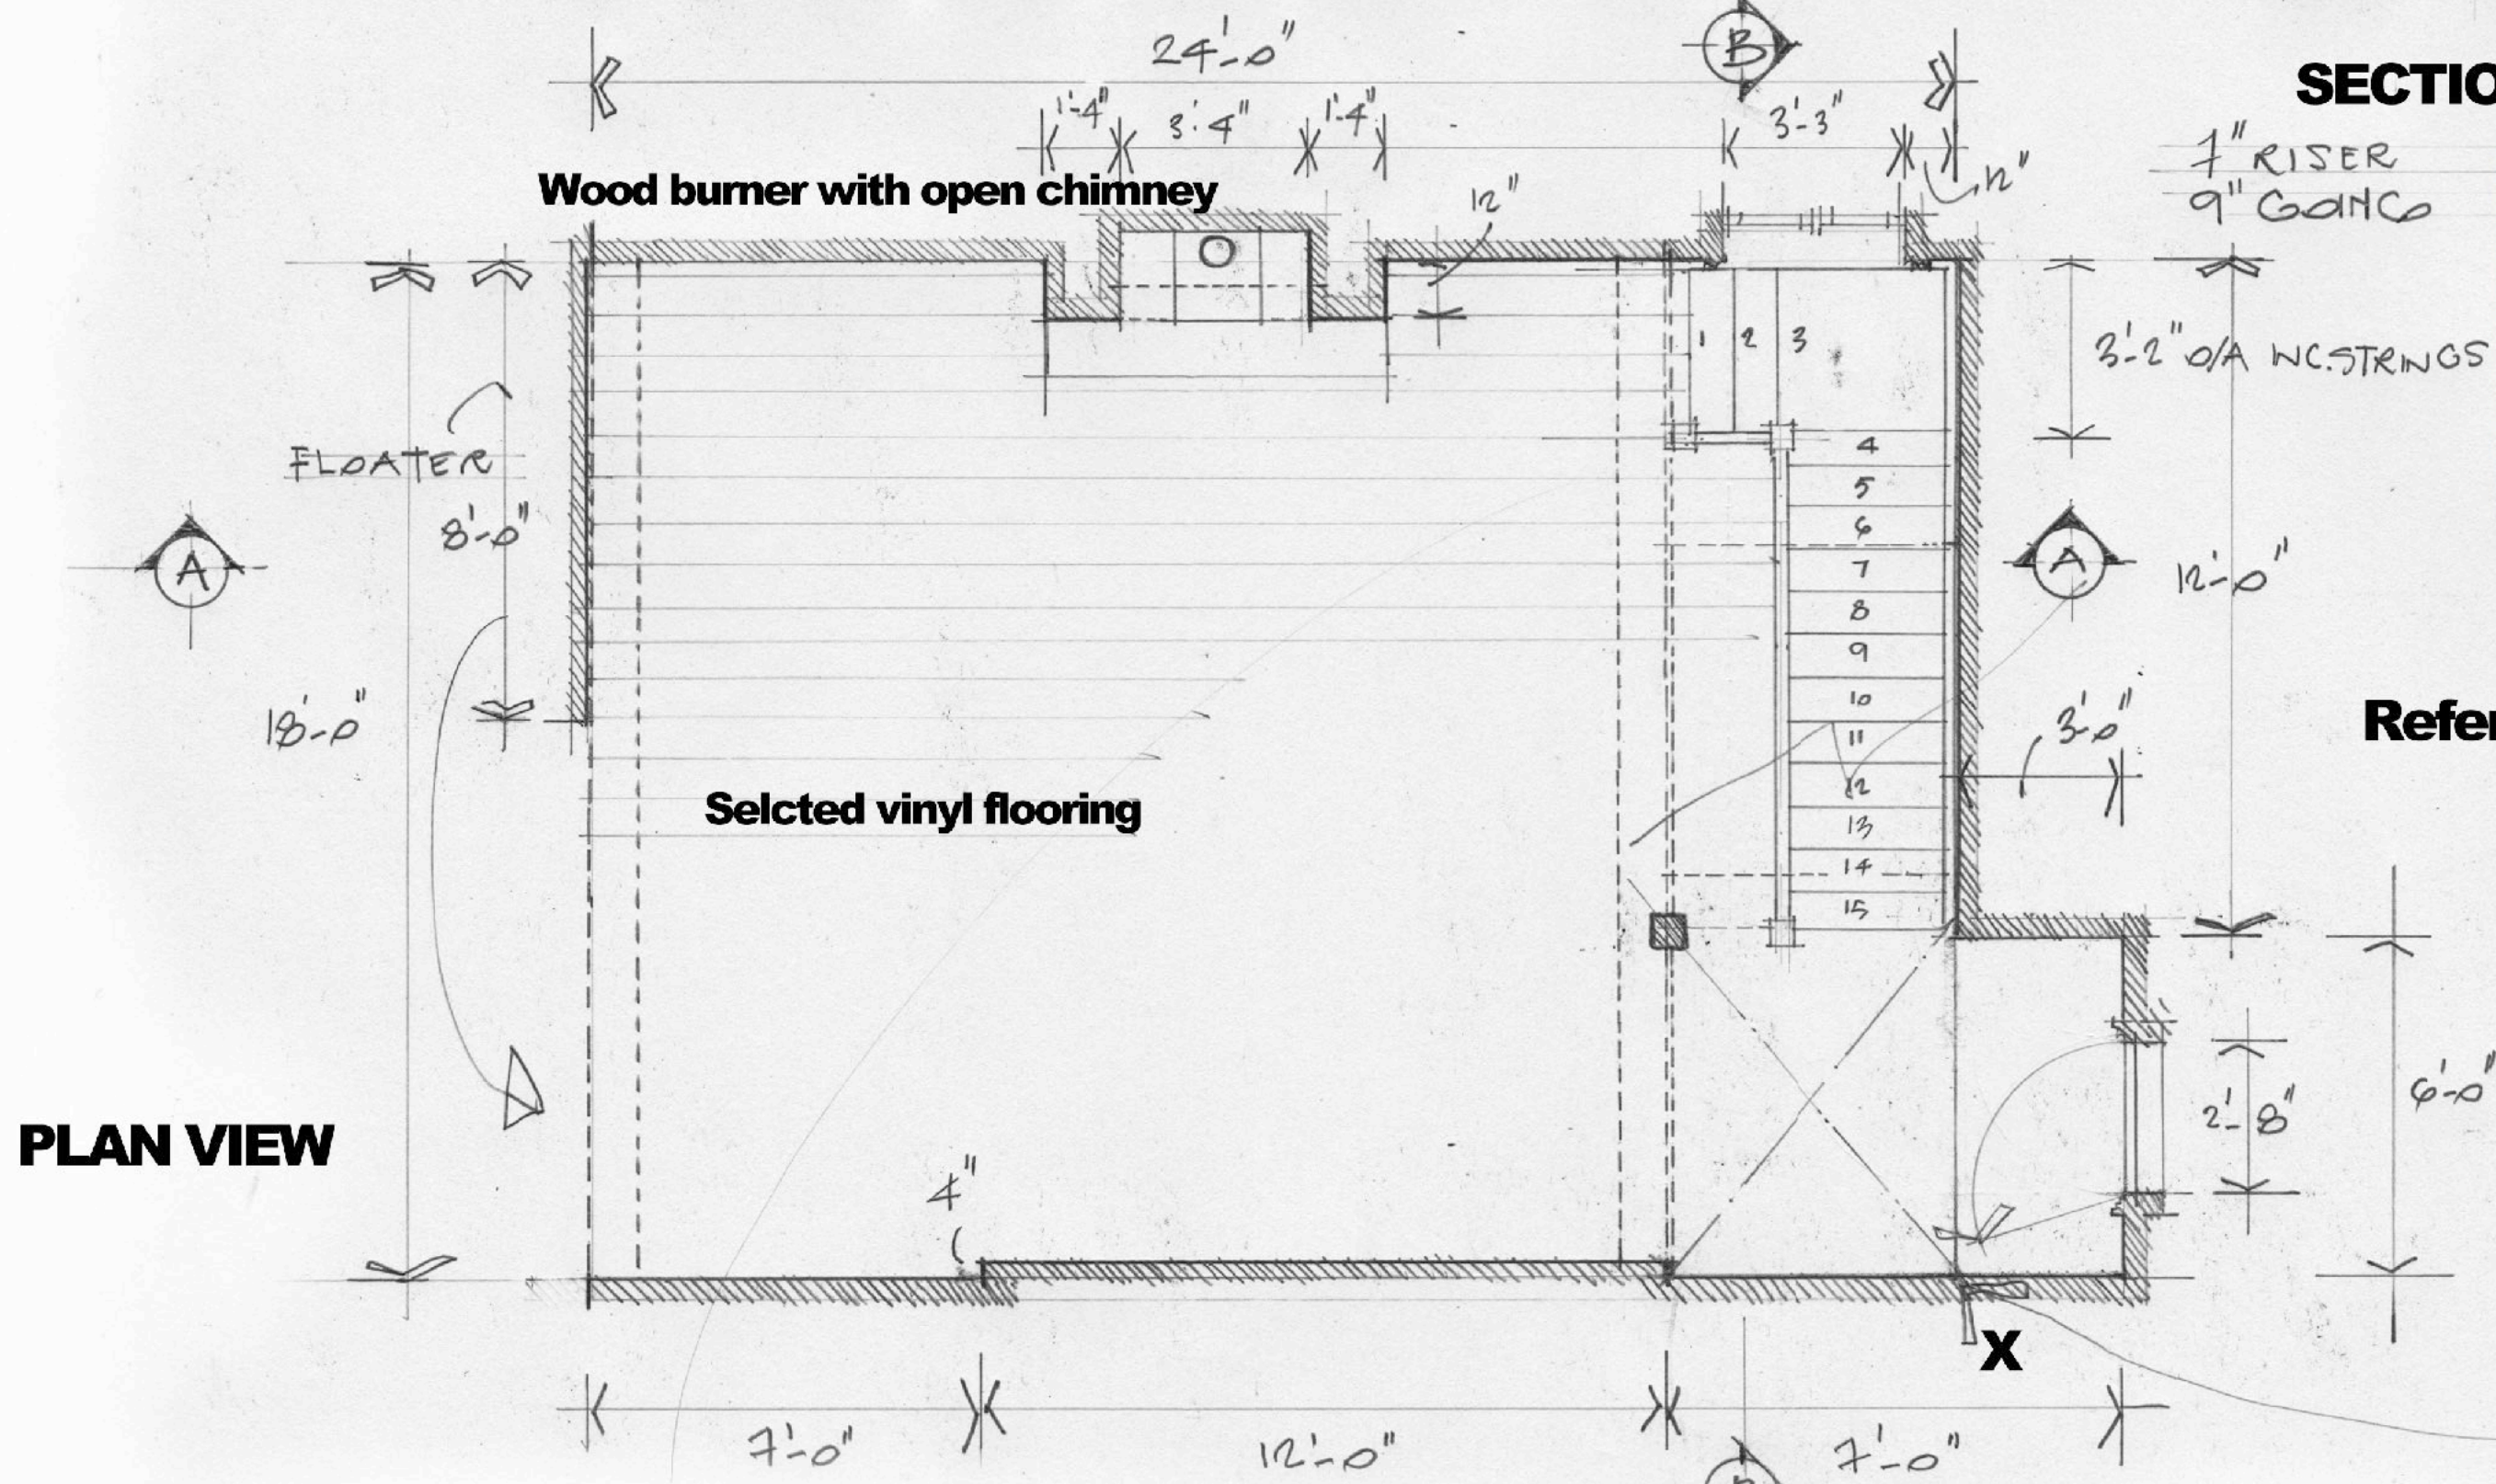 24'-0"
B
SECTIO
1'-4"
3'-4"
1'-4"
3'-3"
12"
7" RISER
9" GOING
Wood burner with open chimney
12"
1
2
3
3'-2" O/A INC. STRINGS
FLOATER
8'-0"
A
4
5
6
7
8
9
10
11
12
13
14
15
A
12'-0"
18'-0"
3'-0"
Refer
Selcted vinyl flooring
PLAN VIEW
4"
2'-8"
6'-0"
X
7'-0"
12'-0"
7'-0"